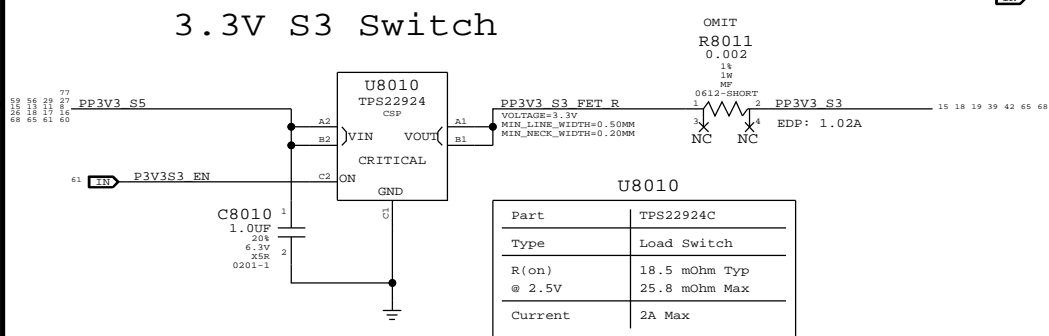 3.3V S3 Switch
OMIT
R8011
0.002
1%
1W
MF
0612-SHORT
77
59 56 29 27
15 13 11 8
26 18 17 16
68 65 61 60
PP3V3_S5
U8010
TPS22924
CSP
PP3V3_S3_FET_R
VOLTAGE=3.3V
MIN_LINE_WIDTH=0.50MM
MIN_NECK_WIDTH=0.20MM
1
2
PP3V3_S3
15 18 19 39 42 65 68
3
4
NC
NC
EDP: 1.02A
A2
B2
VIN
VOUT
A1
B1
CRITICAL
61
IN
P3V3S3_EN
C2
ON
GND
C1
C8010
1.0UF
20%
6.3V
X5R
0201-1
1
2
U8010
Part TPS22924C
Type Load Switch
R(on) 18.5 mOhm Typ
@ 2.5V 25.8 mOhm Max
Current 2A Max